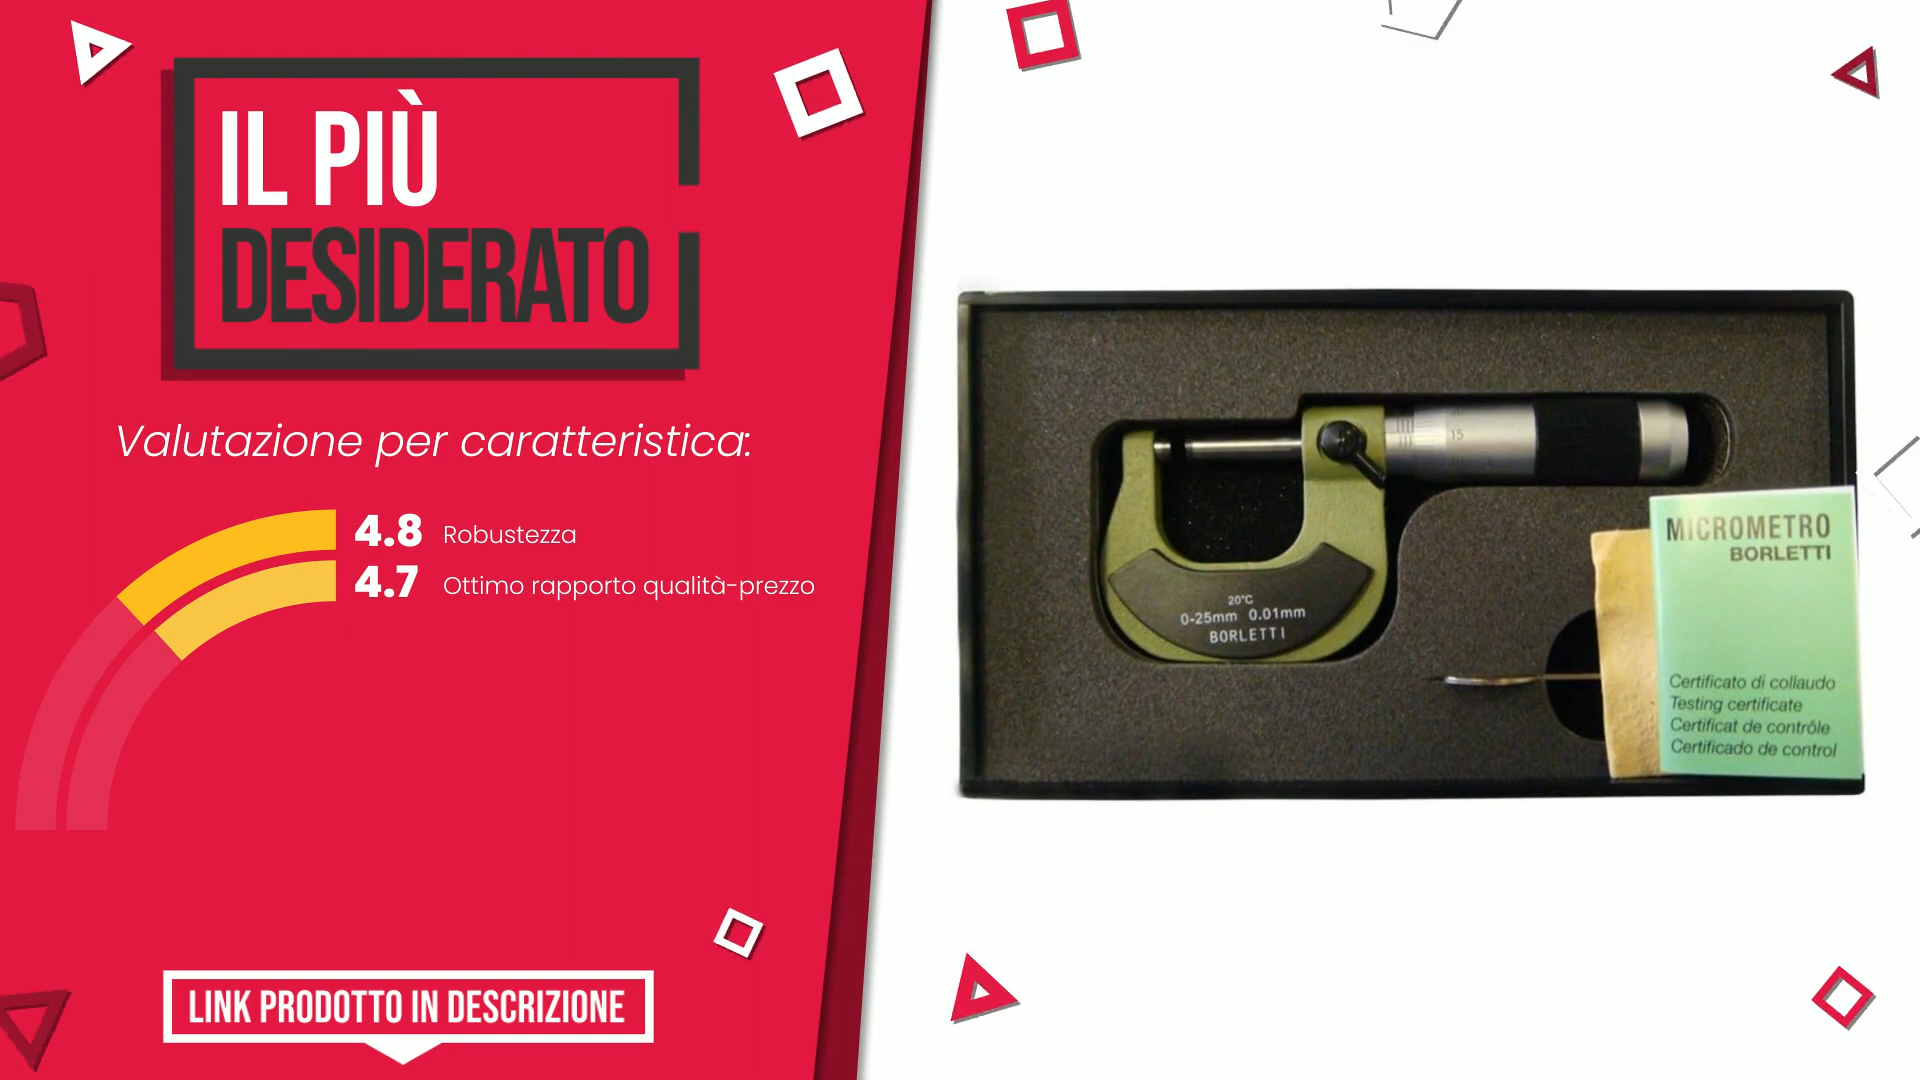 IL PIÙ
DESIDERATO
Valutazione per caratteristica:
4.8 Robustezza
4.7 Ottimo rapporto qualità-prezzo
LINK PRODOTTO IN DESCRIZIONE
15
20°C
0-25mm 0.01mm
BORLETTI
MICROMETRO
BORLETTI
Certificato di collaudo
Testing certificate
Certificat de contrôle
Certificado de control